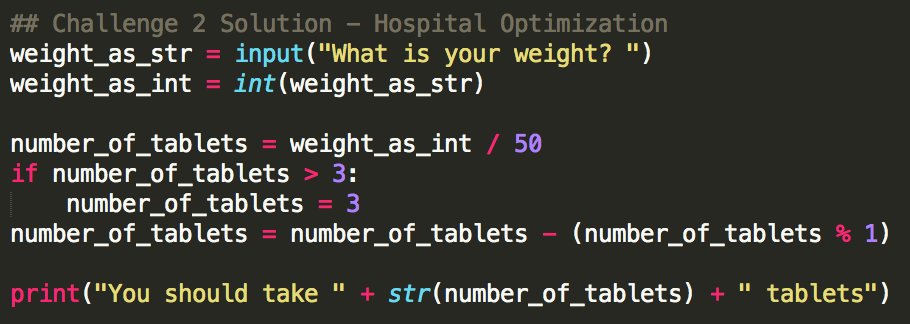 ## Challenge 2 Solution - Hospital Optimization
weight_as_str = input("What is your weight? ")
weight_as_int = int(weight_as_str)
number_of_tablets = weight_as_int / 50
if number_of_tablets > 3:
    number_of_tablets = 3
number_of_tablets = number_of_tablets - (number_of_tablets % 1)
print("You should take " + str(number_of_tablets) + " tablets")